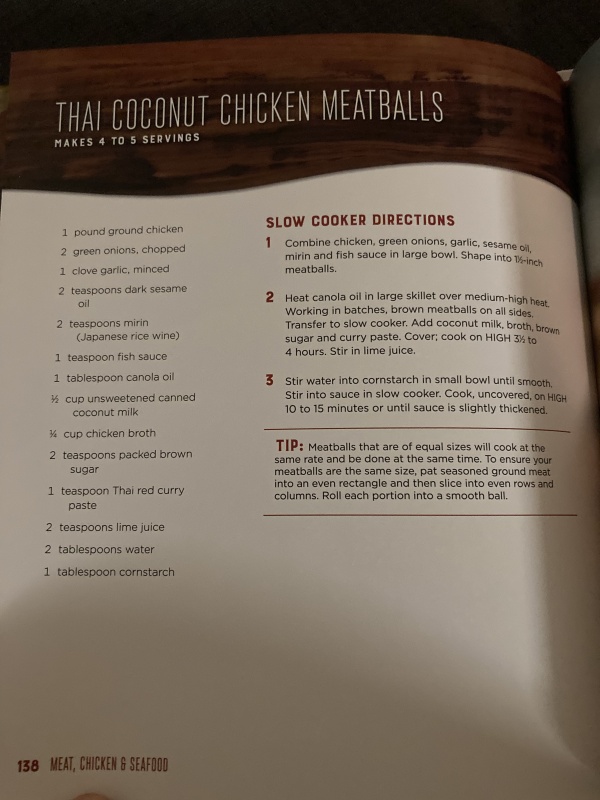 THAI COCONUT CHICKEN MEATBALLS
MAKES 4 TO 5 SERVINGS
1 pound ground chicken
2 green onions, chopped
1 clove garlic, minced
2 teaspoons dark sesame
oil
2 teaspoons mirin
(Japanese rice wine)
1 teaspoon fish sauce
1 tablespoon canola oil
½ cup unsweetened canned
coconut milk
¼ cup chicken broth
2 teaspoons packed brown
sugar
1 teaspoon Thai red curry
paste
2 teaspoons lime juice
2 tablespoons water
1 tablespoon cornstarch
SLOW COOKER DIRECTIONS
1 Combine chicken, green onions, garlic, sesame oil,
mirin and fish sauce in large bowl. Shape into 1½-inch
meatballs.
2 Heat canola oil in large skillet over medium-high heat.
Working in batches, brown meatballs on all sides.
Transfer to slow cooker. Add coconut milk, broth, brown
sugar and curry paste. Cover; cook on HIGH 3½ to
4 hours. Stir in lime juice.
3 Stir water into cornstarch in small bowl until smooth.
Stir into sauce in slow cooker. Cook, uncovered, on HIGH
10 to 15 minutes or until sauce is slightly thickened.
TIP: Meatballs that are of equal sizes will cook at the
same rate and be done at the same time. To ensure your
meatballs are the same size, pat seasoned ground meat
into an even rectangle and then slice into even rows and
columns. Roll each portion into a smooth ball.
138 MEAT, CHICKEN & SEAFOOD